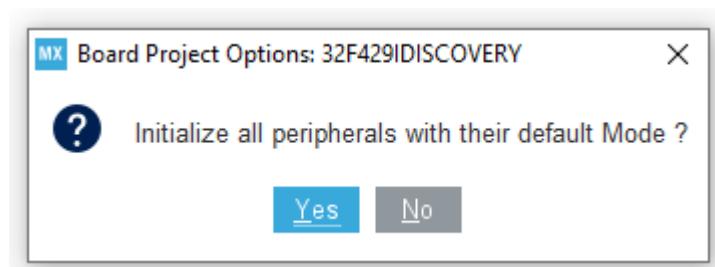 MX Board Project Options: 32F429IDISCOVERY
? Initialize all peripherals with their default Mode ?
Yes No